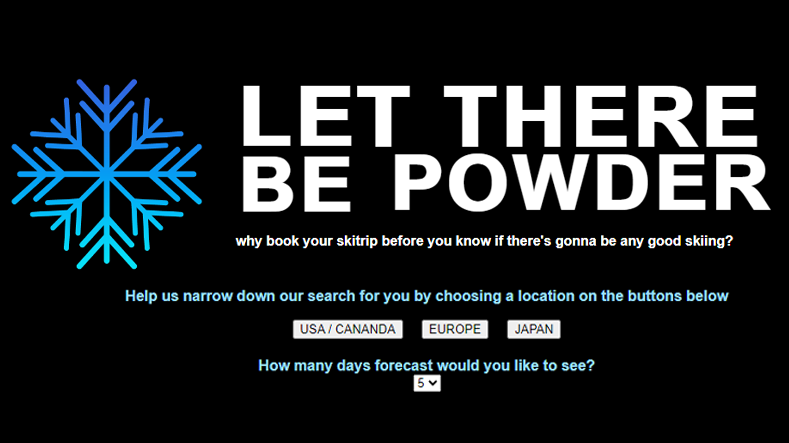 LET THERE
BE POWDER
why book your skitrip before you know if there's gonna be any good skiing?
Help us narrow down our search for you by choosing a location on the buttons below
USA / CANANDA EUROPE JAPAN
How many days forecast would you like to see?
5